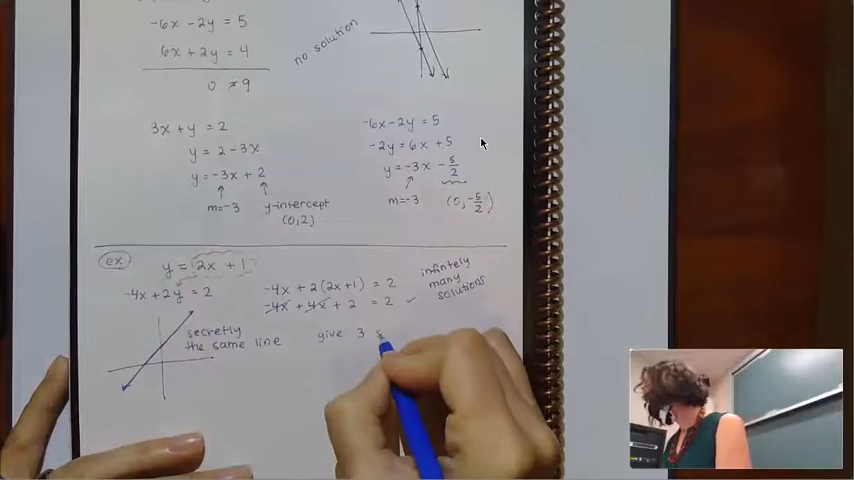 -6x - 2y = 5
6x + 2y = 4
0 ≠ 9
no solution
3x + y = 2
y = 2 - 3x
y = -3x + 2
m = -3
y-intercept
(0,2)
-6x - 2y = 5
-2y = 6x + 5
y = -3x - 5/2
m = -3
(0, -5/2)
ex
y = 2x + 1
-4x + 2y = 2
-4x + 2(2x+1) = 2
-4x + 4x + 2 = 2 ✓
infintely
many
solutions
secretly
the same line
give 3 s